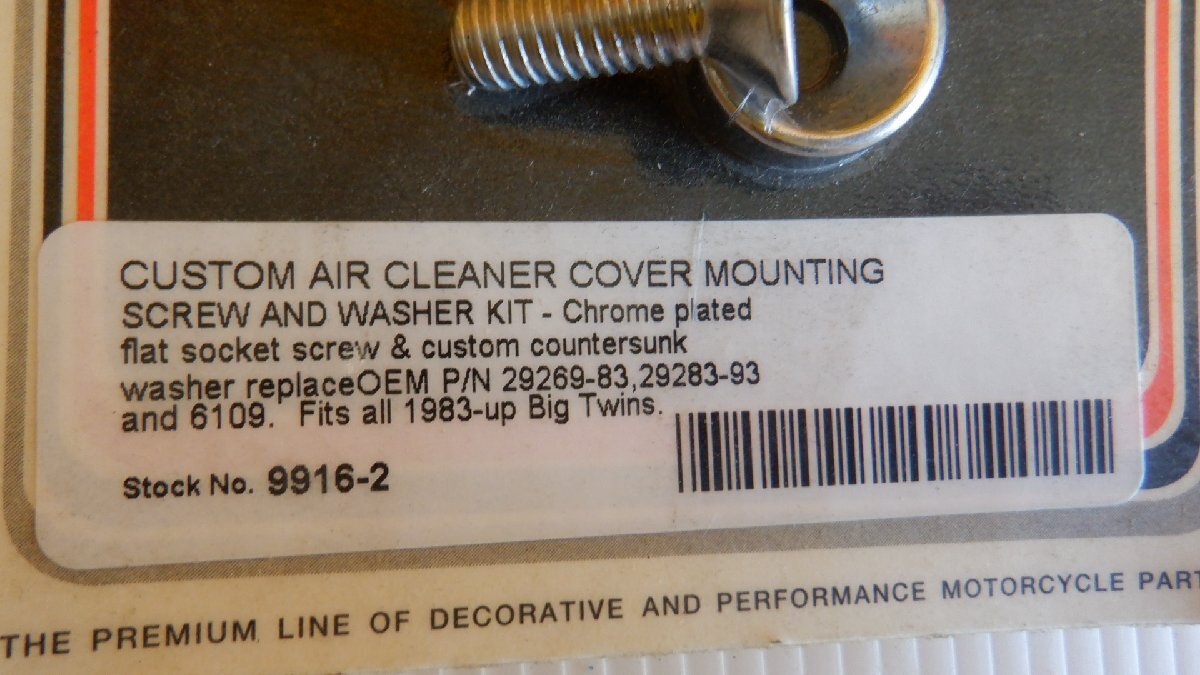 CUSTOM AIR CLEANER COVER MOUNTING
SCREW AND WASHER KIT - Chrome plated
flat socket screw & custom countersunk
washer replaceOEM P/N 29269-83,29283-93
and 6109. Fits all 1983-up Big Twins.
Stock No. 9916-2
THE PREMIUM LINE OF DECORATIVE AND PERFORMANCE MOTORCYCLE PART